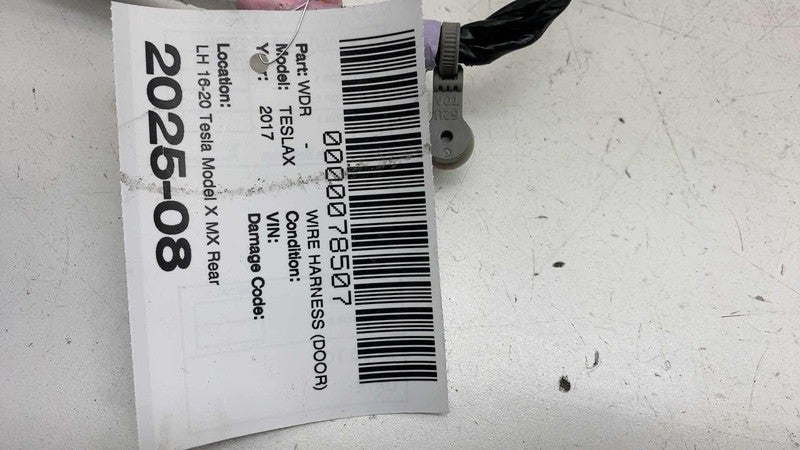 0000078507
Part: WDR - WIRE HARNESS (DOOR)
Model: TESLAX Condition:
Year: 2017 VIN:
Damage Code:
Location:
LH 16-20 Tesla Model X MX Rear
2025-08